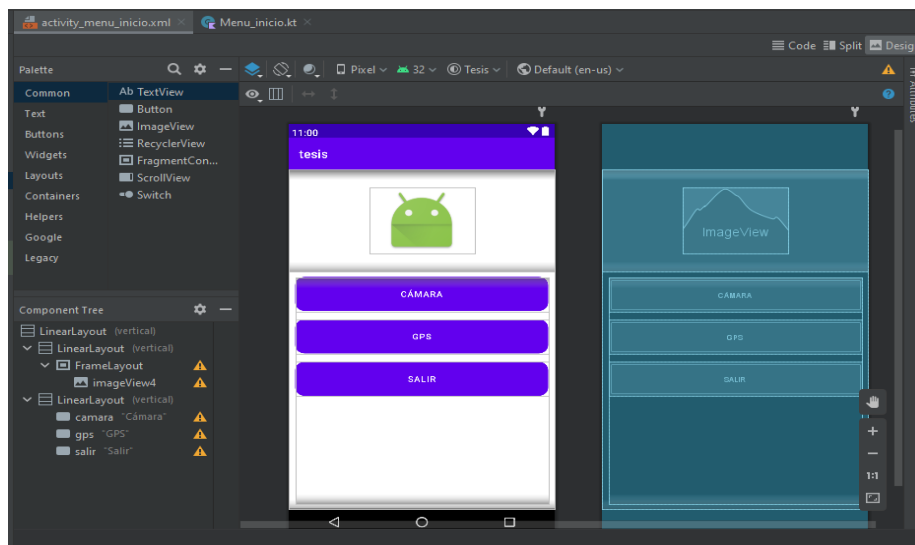 activity_menu_inicio.xml Menu_inicio.kt
Code Split Desig
Palette Pixel 32 Tesis Default (en-us)
Common
Text
Buttons
Widgets
Layouts
Containers
Helpers
Google
Legacy
Ab TextView
Button
ImageView
RecyclerView
FragmentCon...
ScrollView
Switch
Attributes
Component Tree
LinearLayout (vertical)
LinearLayout (vertical)
FrameLayout
imageView4
LinearLayout (vertical)
camara "Cámara"
gps "GPS"
salir "Salir"
11:00
tesis
CÁMARA
GPS
SALIR
ImageView
CÁMARA
GPS
SALIR
1:1